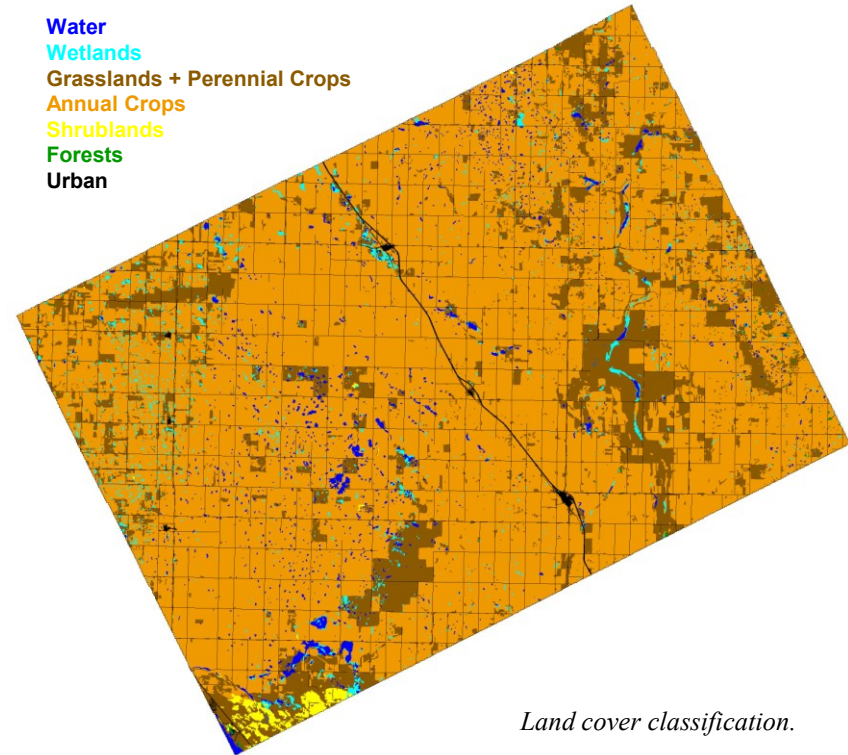 Water
Wetlands
Grasslands + Perennial Crops
Annual Crops
Shrublands
Forests
Urban
Land cover classification.